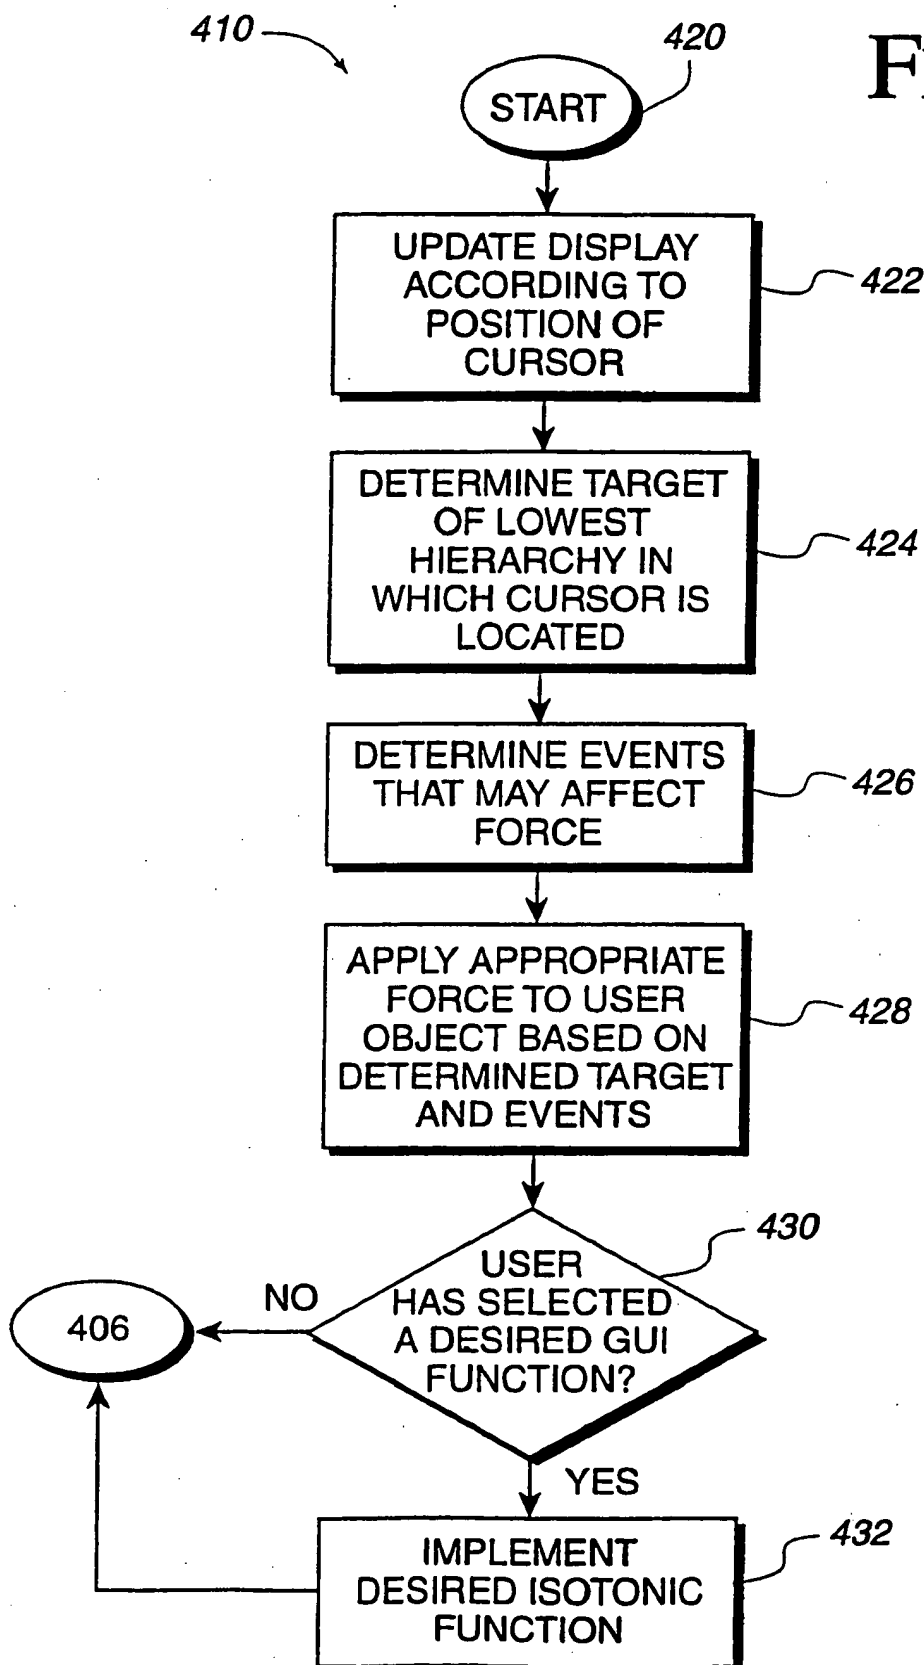 410
420
START
UPDATE DISPLAY
ACCORDING TO
POSITION OF
CURSOR
422
DETERMINE TARGET
OF LOWEST
HIERARCHY IN
WHICH CURSOR IS
LOCATED
424
DETERMINE EVENTS
THAT MAY AFFECT
FORCE
426
APPLY APPROPRIATE
FORCE TO USER
OBJECT BASED ON
DETERMINED TARGET
AND EVENTS
428
430
USER
HAS SELECTED
A DESIRED GUI
FUNCTION?
NO
406
YES
IMPLEMENT
DESIRED ISOTONIC
FUNCTION
432